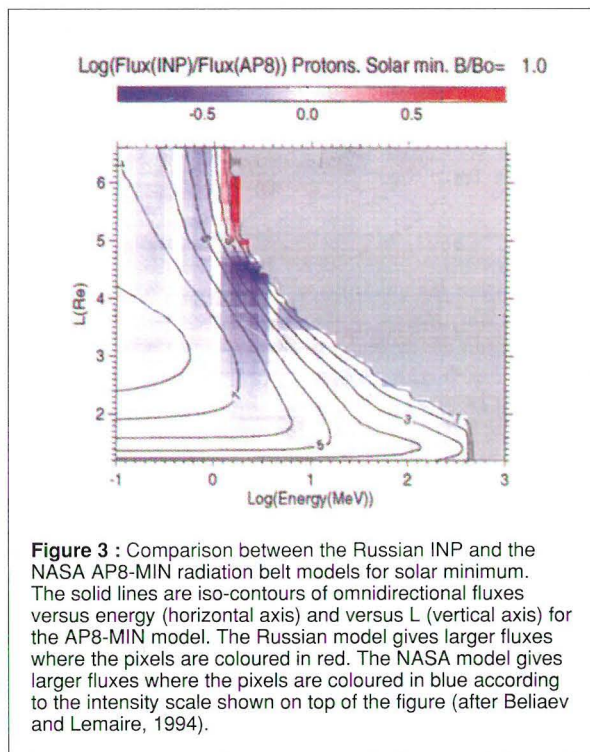 Log(Flux(INP)/Flux(AP8)) Protons. Solar min. B/Bo= 1.0
-0.5 0.0 0.5
6
5
4
3
2
L(Re)
7
5
3
-1 0 1 2 3
Log(Energy(MeV))
Figure 3 : Comparison between the Russian INP and the
NASA AP8-MIN radiation belt models for solar minimum.
The solid lines are iso-contours of omnidirectional fluxes
versus energy (horizontal axis) and versus L (vertical axis) for
the AP8-MIN model. The Russian model gives larger fluxes
where the pixels are coloured in red. The NASA model gives
larger fluxes where the pixels are coloured in blue according
to the intensity scale shown on top of the figure (after Beliaev
and Lemaire, 1994).